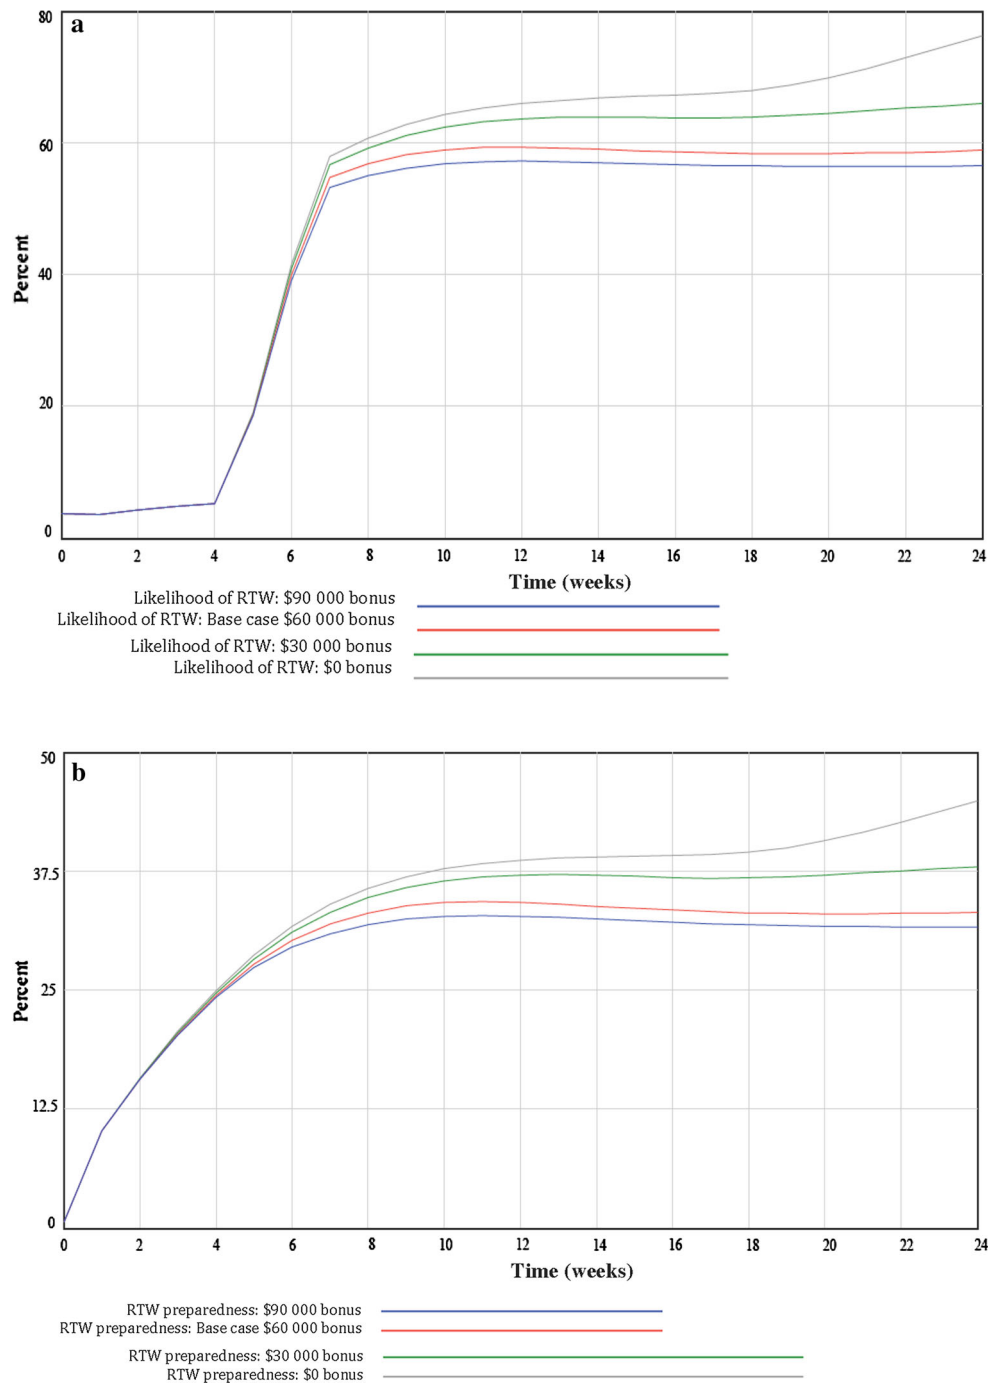 80
a
60
40
20
0
Percent
0 2 4 6 8 10 12 14 16 18 20 22 24
Time (weeks)
Likelihood of RTW: $90 000 bonus
Likelihood of RTW: Base case $60 000 bonus
Likelihood of RTW: $30 000 bonus
Likelihood of RTW: $0 bonus
50
b
37.5
25
12.5
0
Percent
0 2 4 6 8 10 12 14 16 18 20 22 24
Time (weeks)
RTW preparedness: $90 000 bonus
RTW preparedness: Base case $60 000 bonus
RTW preparedness: $30 000 bonus
RTW preparedness: $0 bonus